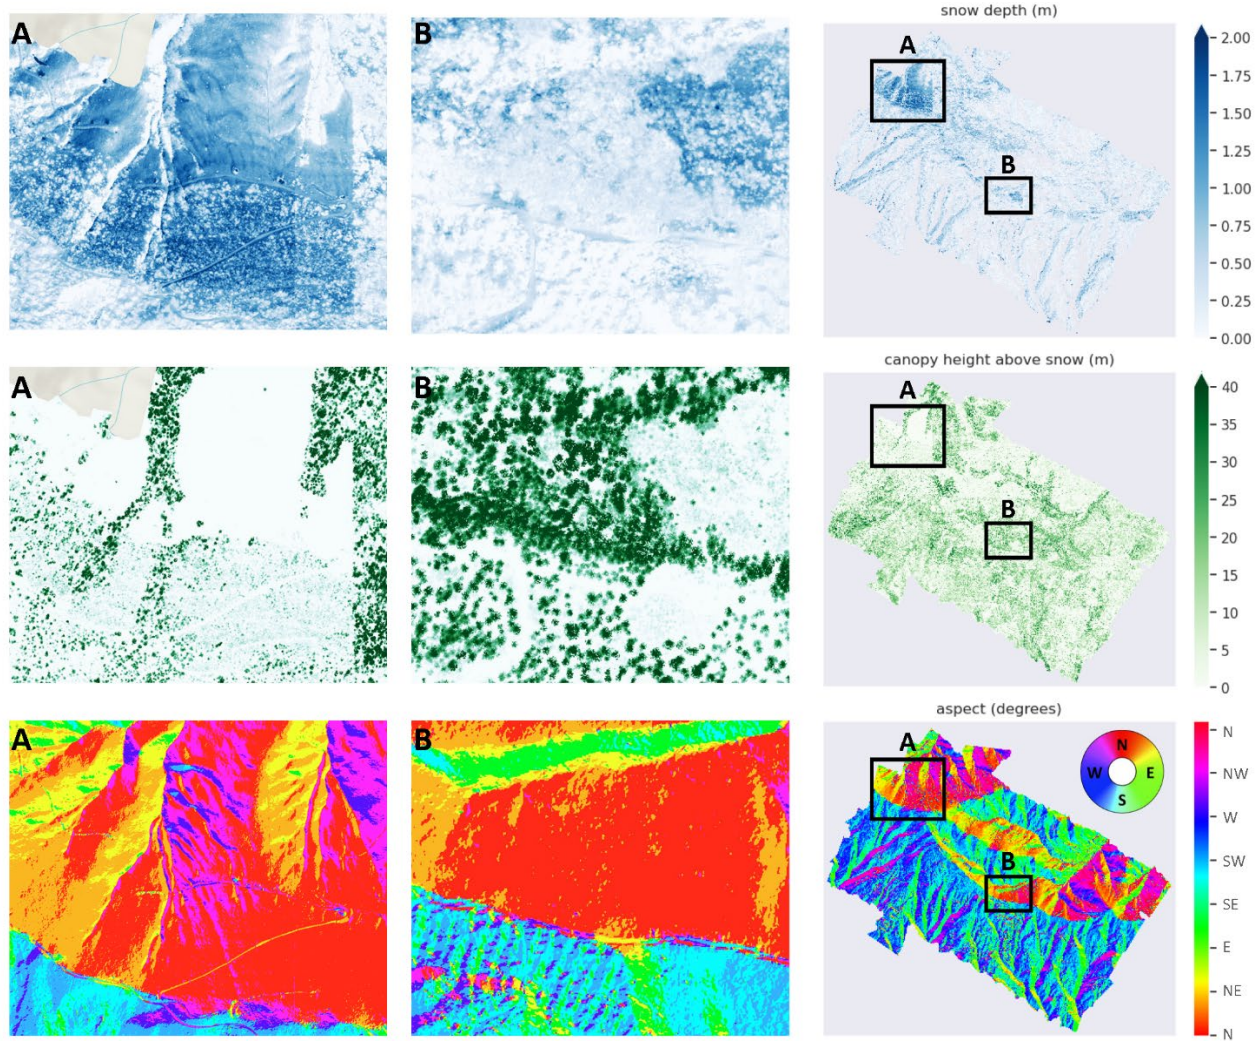 snow depth (m)
A
B
A
B
2.00
1.75
1.50
1.25
1.00
0.75
0.50
0.25
0.00
canopy height above snow (m)
A
B
A
B
40
35
30
25
20
15
10
5
0
aspect (degrees)
A
B
A
B
N
W
E
S
N
NW
W
SW
SE
E
NE
N